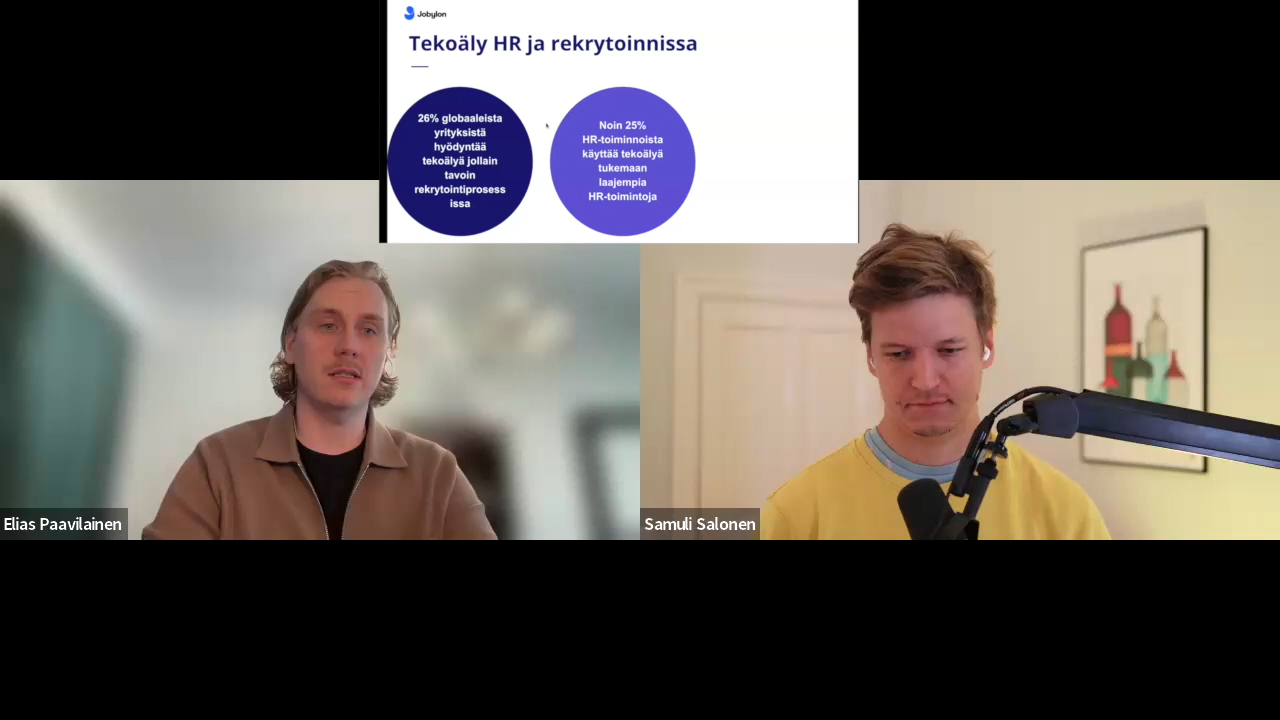 Jobylon
Tekoäly HR ja rekrytoinnissa
26% globaaleista
yrityksistä
hyödyntää
tekoälyä jollain
tavoin
rekrytointiprosess
issa
Noin 25%
HR-toiminnoista
käyttää tekoälyä
tukemaan
laajempia
HR-toimintoja
Elias Paavilainen
Samuli Salonen